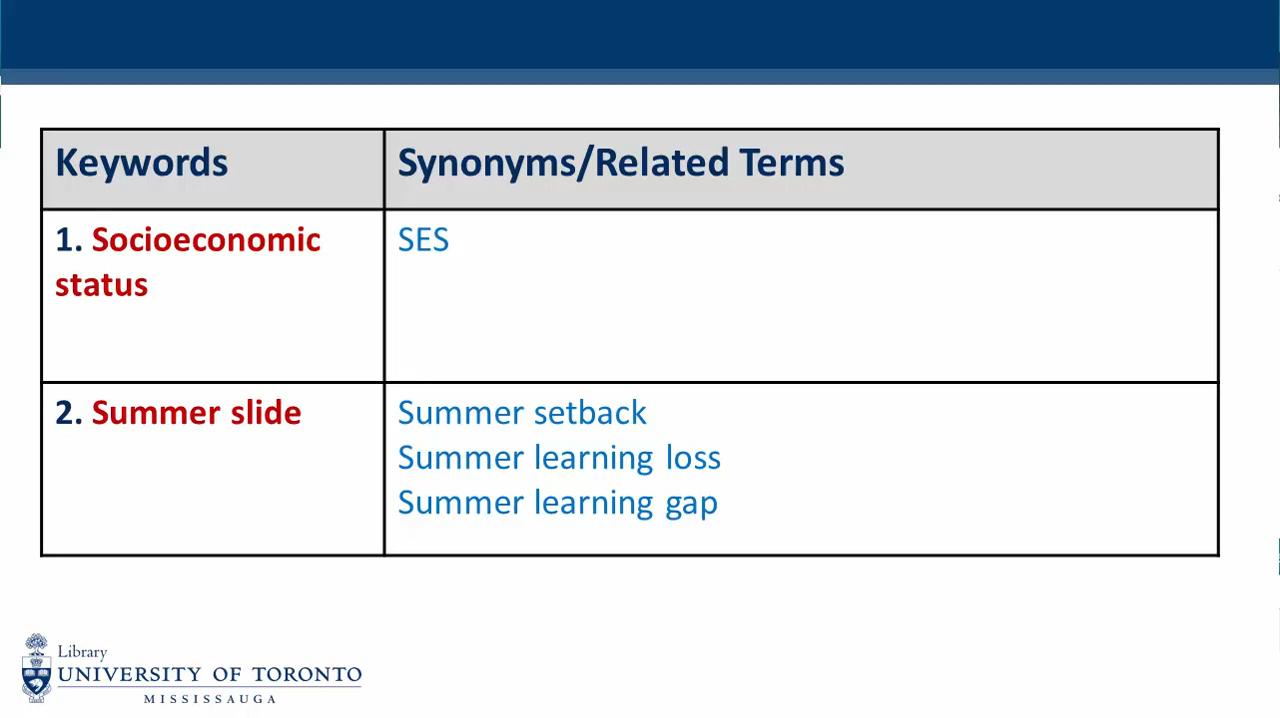 Keywords
Synonyms/Related Terms
1. Socioeconomic
status
SES
2. Summer slide
Summer setback
Summer learning loss
Summer learning gap
Library
UNIVERSITY OF TORONTO
MISSISSAUGA